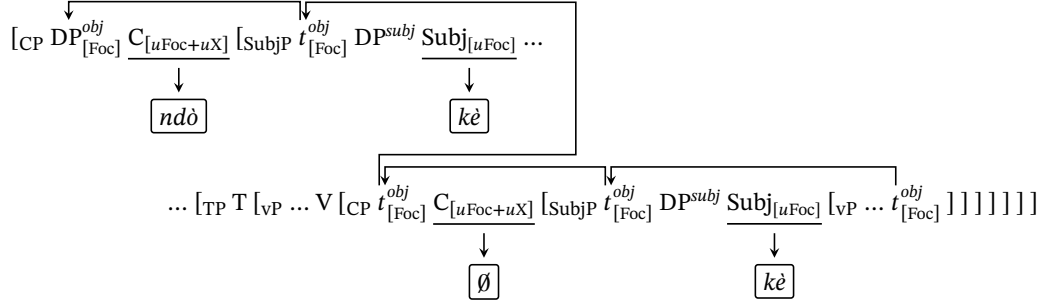 [CP DP^obj_[Foc] C_[uFoc+uX] [SubjP t^obj_[Foc] DP^subj Subj_[uFoc] ...
ndò kè
... [TP T [vP ... V [CP t^obj_[Foc] C_[uFoc+uX] [SubjP t^obj_[Foc] DP^subj Subj_[uFoc] [vP ... t^obj_[Foc] ] ] ] ] ] ] ]
Ø kè